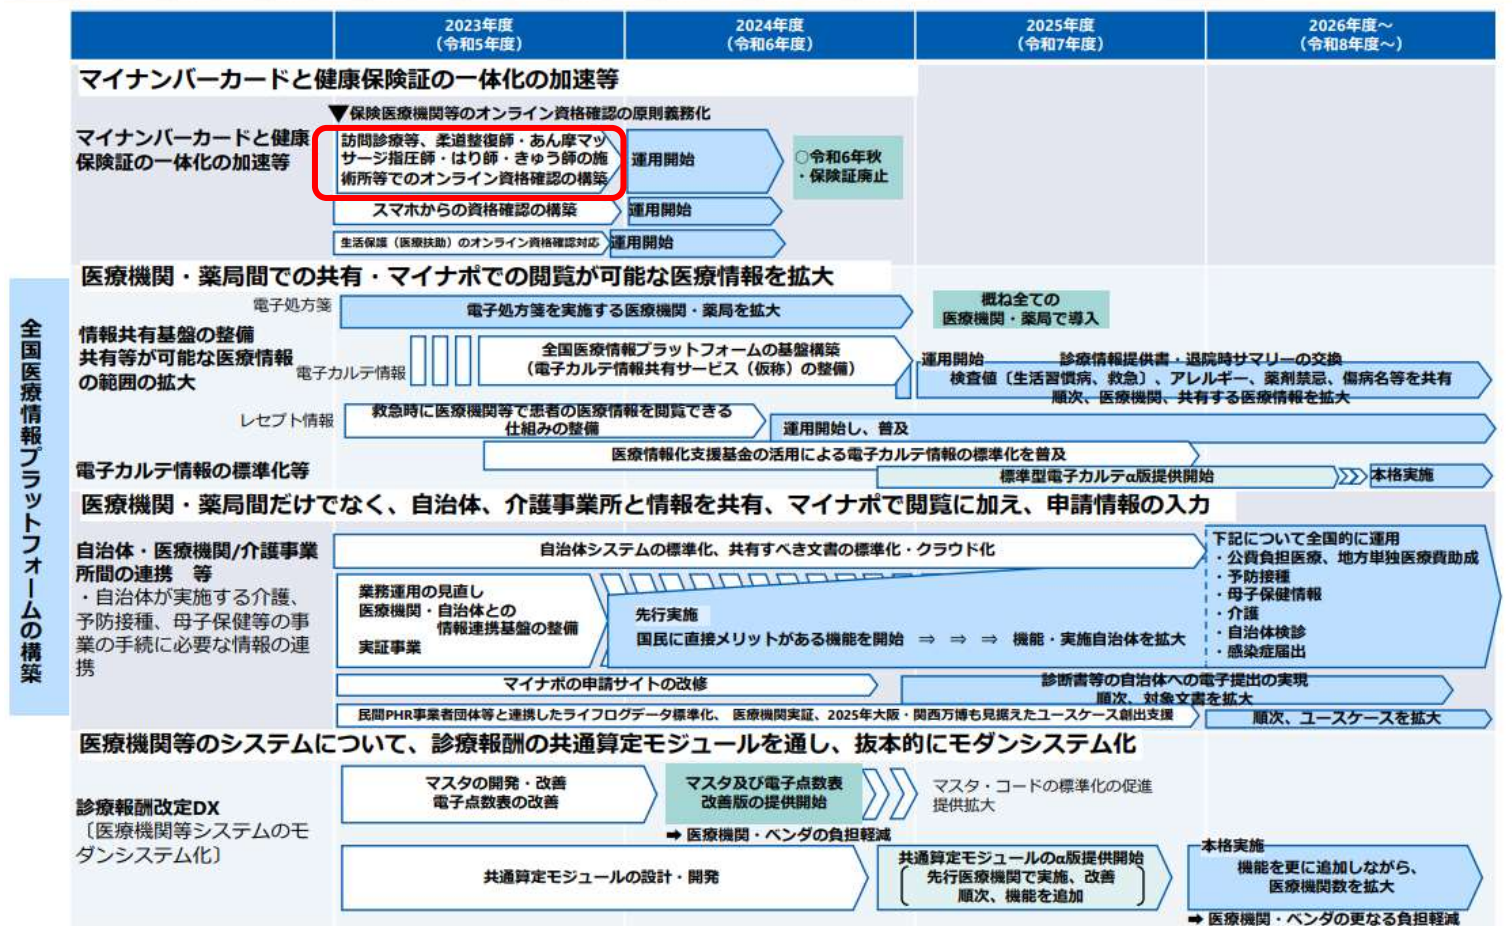 2023年度
（令和5年度）
2024年度
（令和6年度）
2025年度
（令和7年度）
2026年度～
（令和8年度～）
全国医療情報プラットフォームの構築
マイナンバーカードと健康保険証の一体化の加速等
▼保険医療機関等のオンライン資格確認の原則義務化
マイナンバーカードと健康
保険証の一体化の加速等
訪問診療等、柔道整復師・あん摩マッ
サージ指圧師・はり師・きゅう師の施
術所等でのオンライン資格確認の構築
運用開始
○令和6年秋
・保険証廃止
スマホからの資格確認の構築
運用開始
生活保護（医療扶助）のオンライン資格確認対応
運用開始
医療機関・薬局間での共有・マイナポでの閲覧が可能な医療情報を拡大
電子処方箋
電子処方箋を実施する医療機関・薬局を拡大
概ね全ての
医療機関・薬局で導入
情報共有基盤の整備
共有等が可能な医療情報
の範囲の拡大
電子カルテ情報
全国医療情報プラットフォームの基盤構築
（電子カルテ情報共有サービス（仮称）の整備）
運用開始
診療情報提供書・退院時サマリーの交換
検査値〔生活習慣病、救急〕、アレルギー、薬剤禁忌、傷病名等を共有
順次、医療機関、共有する医療情報を拡大
レセプト情報
救急時に医療機関等で患者の医療情報を閲覧できる
仕組みの整備
運用開始し、普及
電子カルテ情報の標準化等
医療情報化支援基金の活用による電子カルテ情報の標準化を普及
標準型電子カルテα版提供開始
本格実施
医療機関・薬局間だけでなく、自治体、介護事業所と情報を共有、マイナポで閲覧に加え、申請情報の入力
自治体・医療機関/介護事業
所間の連携　等
・自治体が実施する介護、
予防接種、母子保健等の事
業の手続に必要な情報の連
携
自治体システムの標準化、共有すべき文書の標準化・クラウド化
業務運用の見直し
医療機関・自治体との
情報連携基盤の整備
実証事業
先行実施
国民に直接メリットがある機能を開始　⇒　⇒　⇒　機能・実施自治体を拡大
下記について全国的に運用
・公費負担医療、地方単独医療費助成
・予防接種
・母子保健情報
・介護
・自治体検診
・感染症届出
マイナポの申請サイトの改修
診断書等の自治体への電子提出の実現
順次、対象文書を拡大
民間PHR事業者団体等と連携したライフログデータ標準化、 医療機関実証、2025年大阪・関西万博も見据えたユースケース創出支援
順次、ユースケースを拡大
医療機関等のシステムについて、診療報酬の共通算定モジュールを通し、抜本的にモダンシステム化
診療報酬改定DX
〔医療機関等システムのモ
ダンシステム化〕
マスタの開発・改善
電子点数表の改善
マスタ及び電子点数表
改善版の提供開始
マスタ・コードの標準化の促進
提供拡大
➡ 医療機関・ベンダの負担軽減
共通算定モジュールの設計・開発
共通算定モジュールのα版提供開始
先行医療機関で実施、改善
順次、機能を追加
本格実施
機能を更に追加しながら、
医療機関数を拡大
➡ 医療機関・ベンダの更なる負担軽減